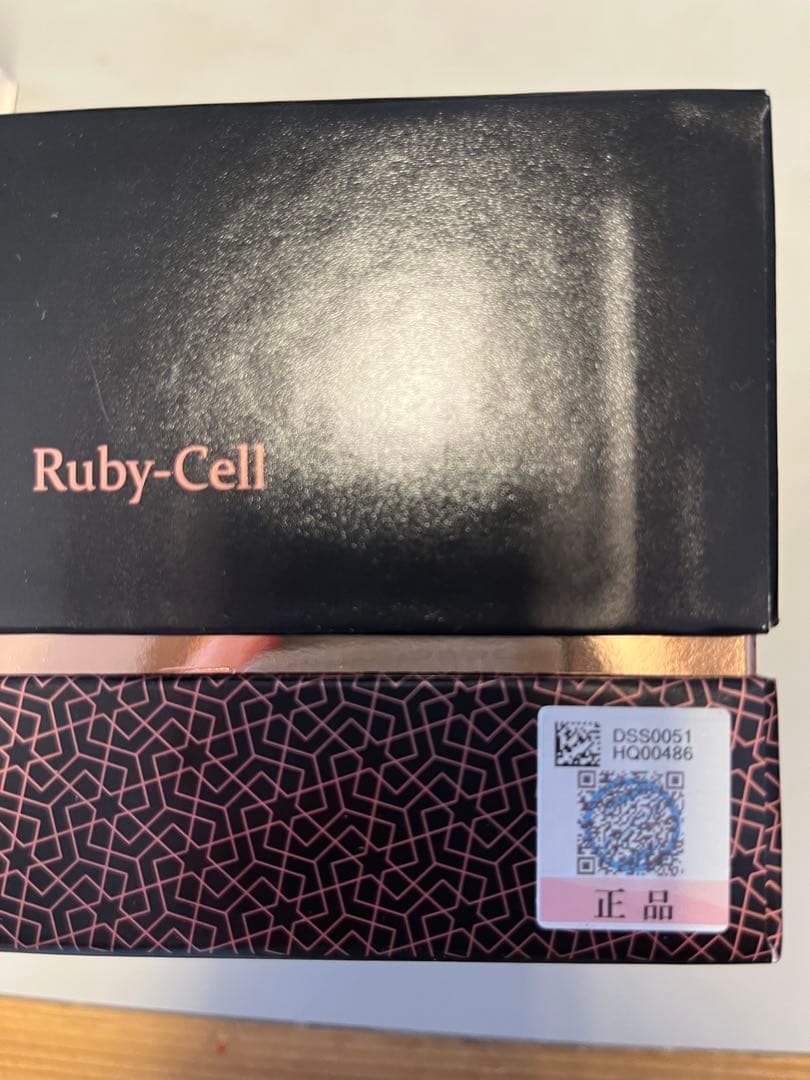 Ruby-Cell
DSS0051
HQ00486
正品